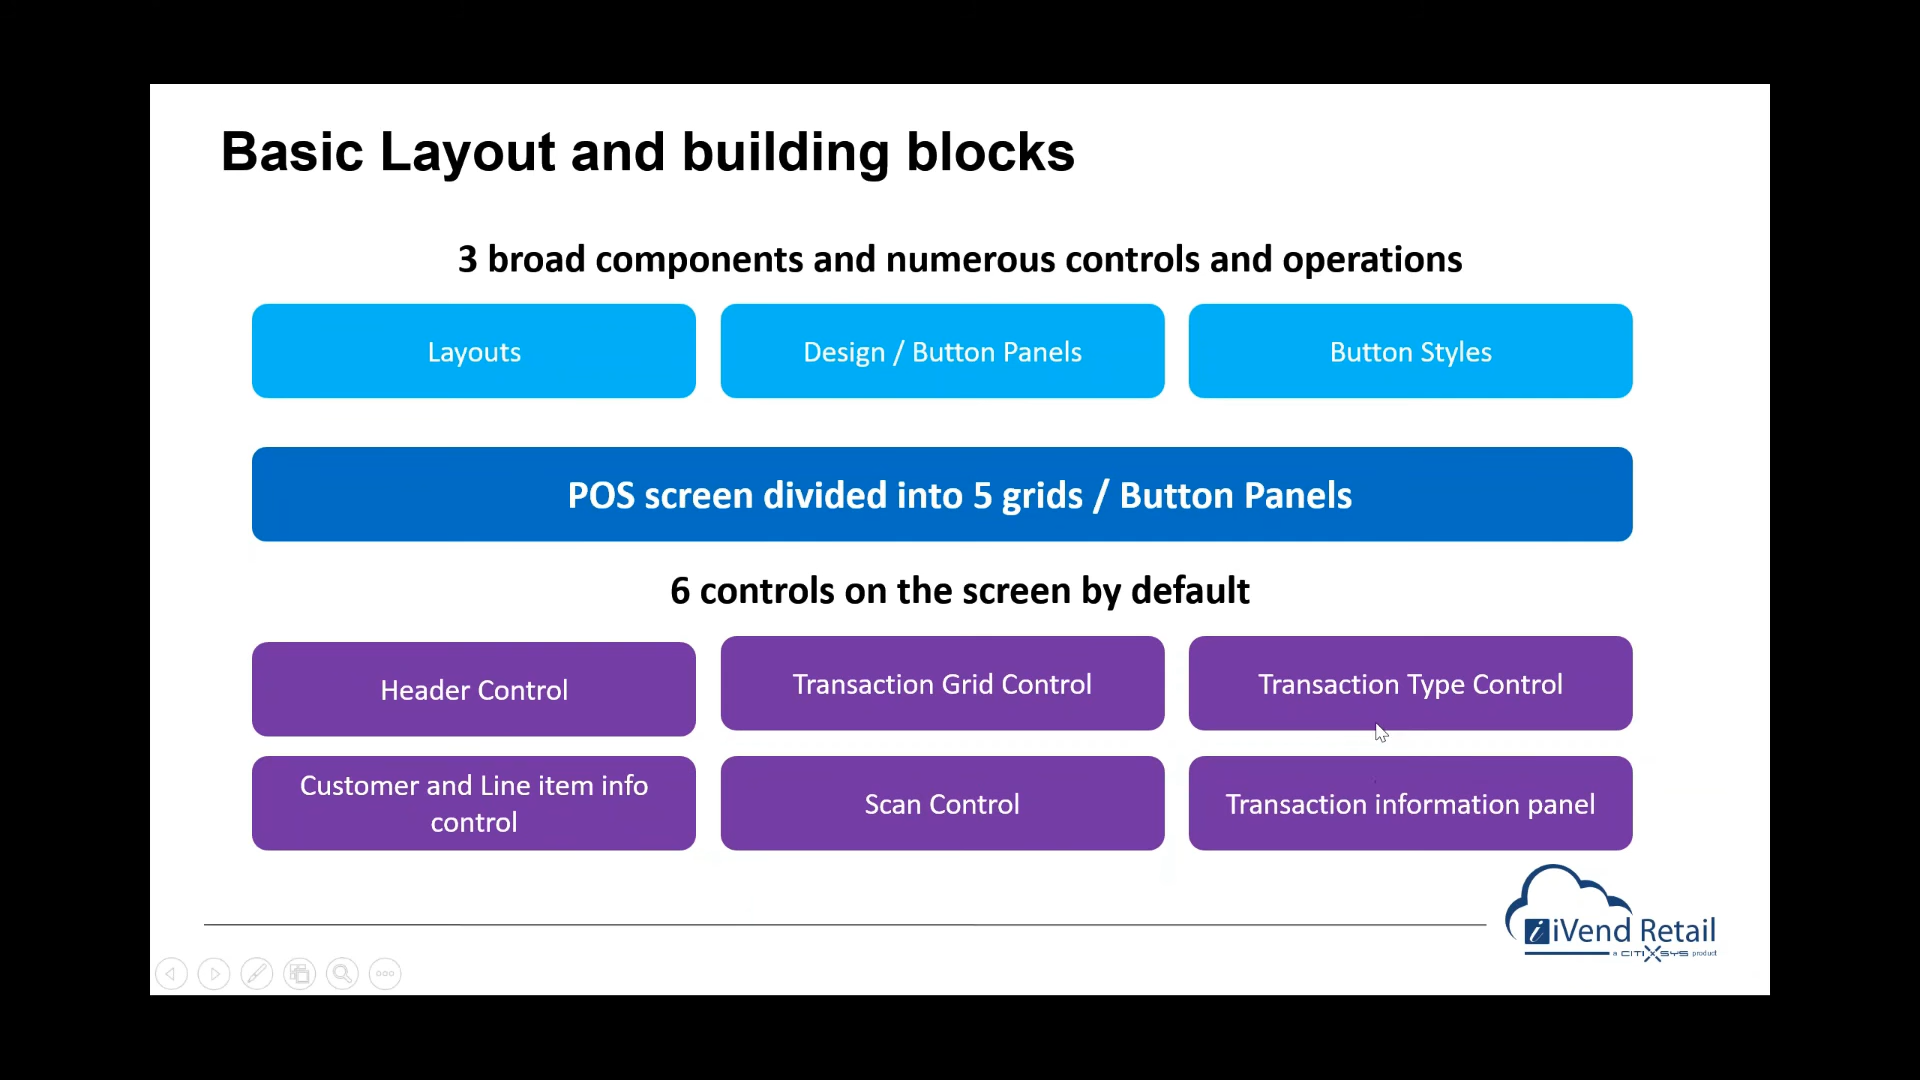 Basic Layout and building blocks
3 broad components and numerous controls and operations
Layouts
Design / Button Panels
Button Styles
POS screen divided into 5 grids / Button Panels
6 controls on the screen by default
Header Control
Transaction Grid Control
Transaction Type Control
Customer and Line item info
control
Scan Control
Transaction information panel
i iVend Retail
a CITIXSYS product